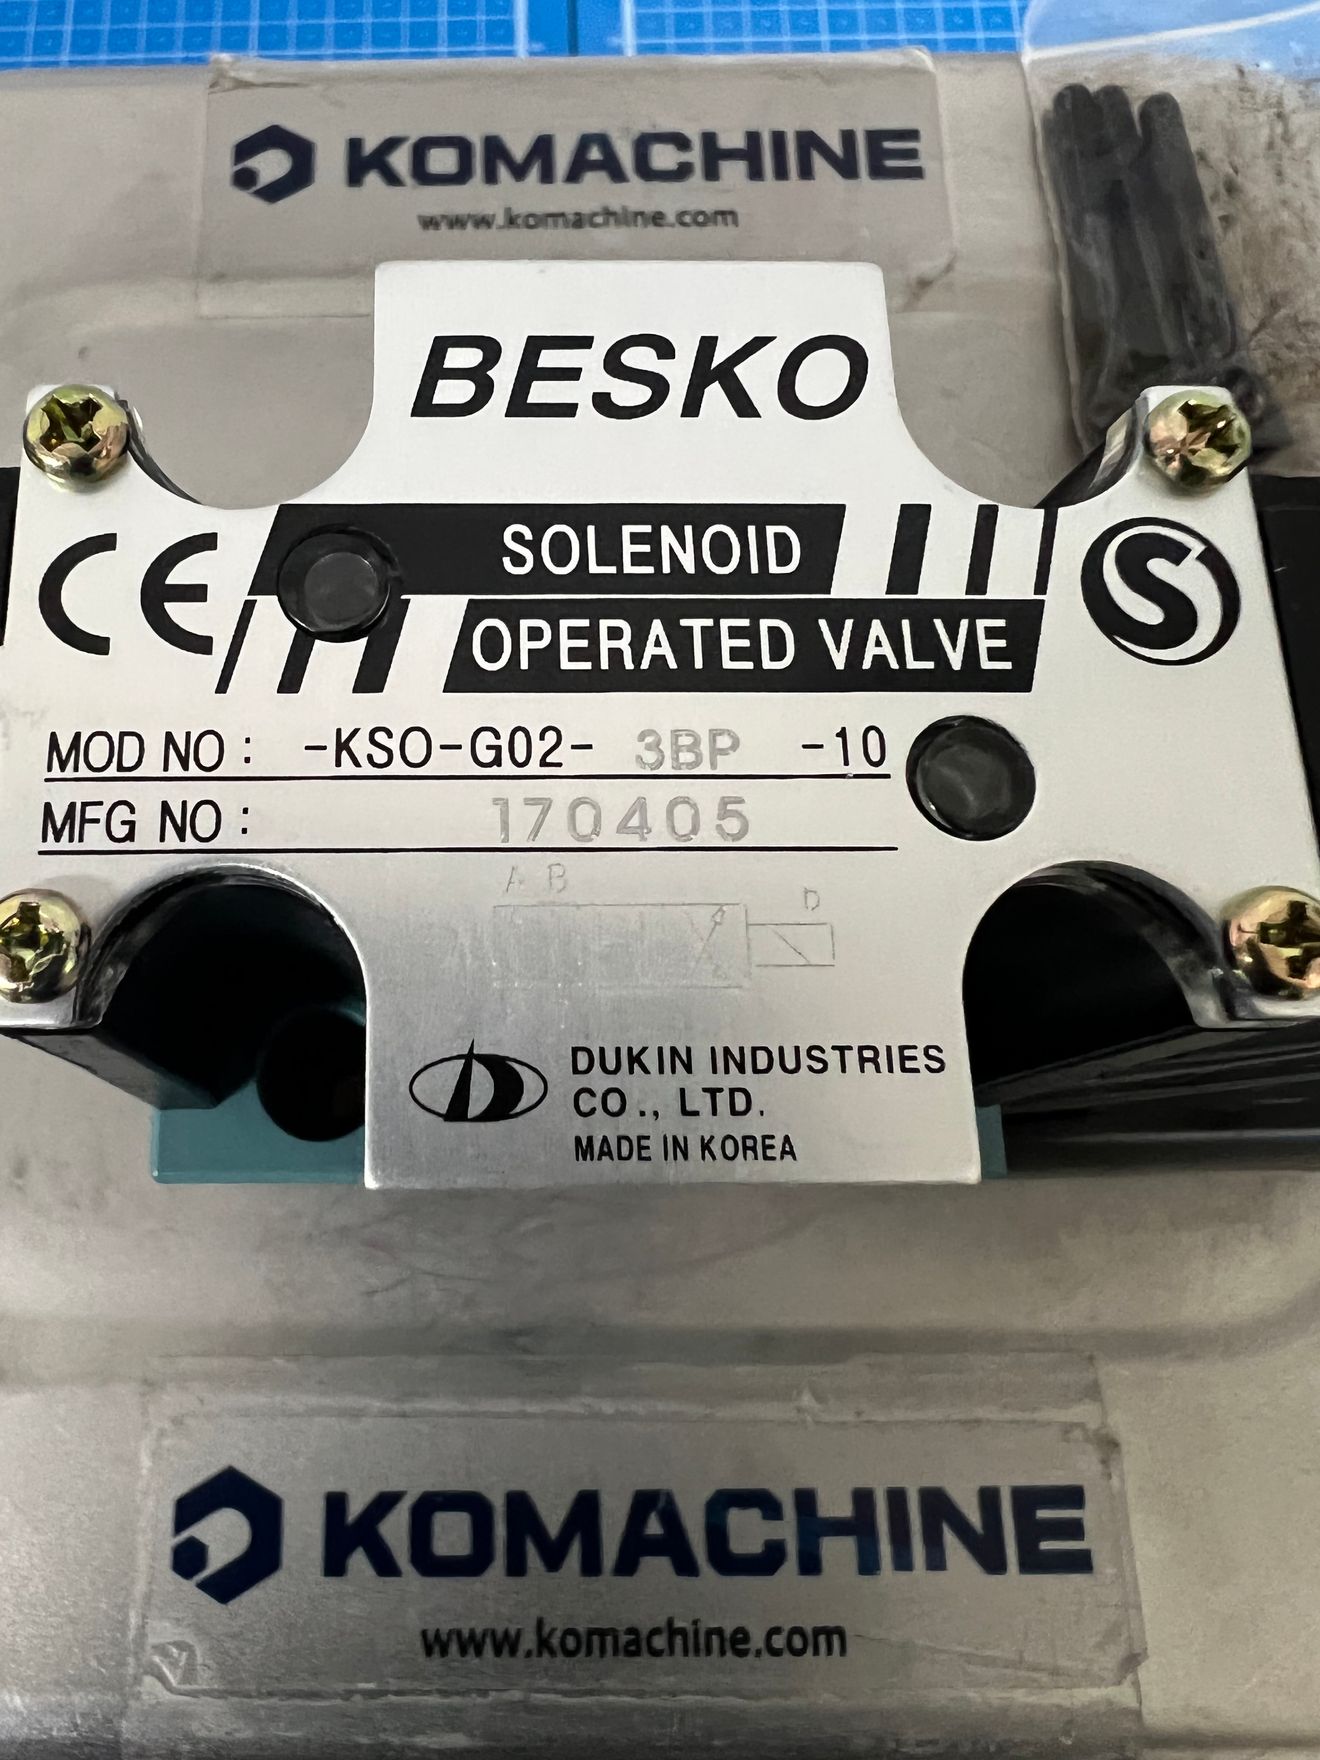 KOMACHINE
www.komachine.com
BESKO
CE
SOLENOID
OPERATED VALVE
S
MOD NO : -KSO-G02- 3BP -10
MFG NO : 170405
A B
D
DUKIN INDUSTRIES
CO., LTD.
MADE IN KOREA
KOMACHINE
www.komachine.com